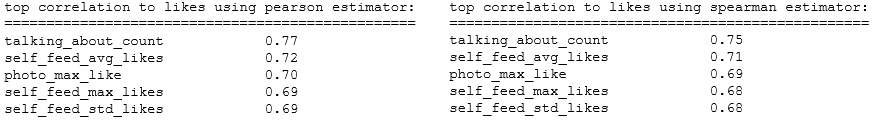 top correlation to likes using pearson estimator:
==================================================
talking_about_count 0.77
self_feed_avg_likes 0.72
photo_max_like 0.70
self_feed_max_likes 0.69
self_feed_std_likes 0.69
top correlation to likes using spearman estimator:
===================================================
talking_about_count 0.75
self_feed_avg_likes 0.71
photo_max_like 0.69
self_feed_max_likes 0.68
self_feed_std_likes 0.68